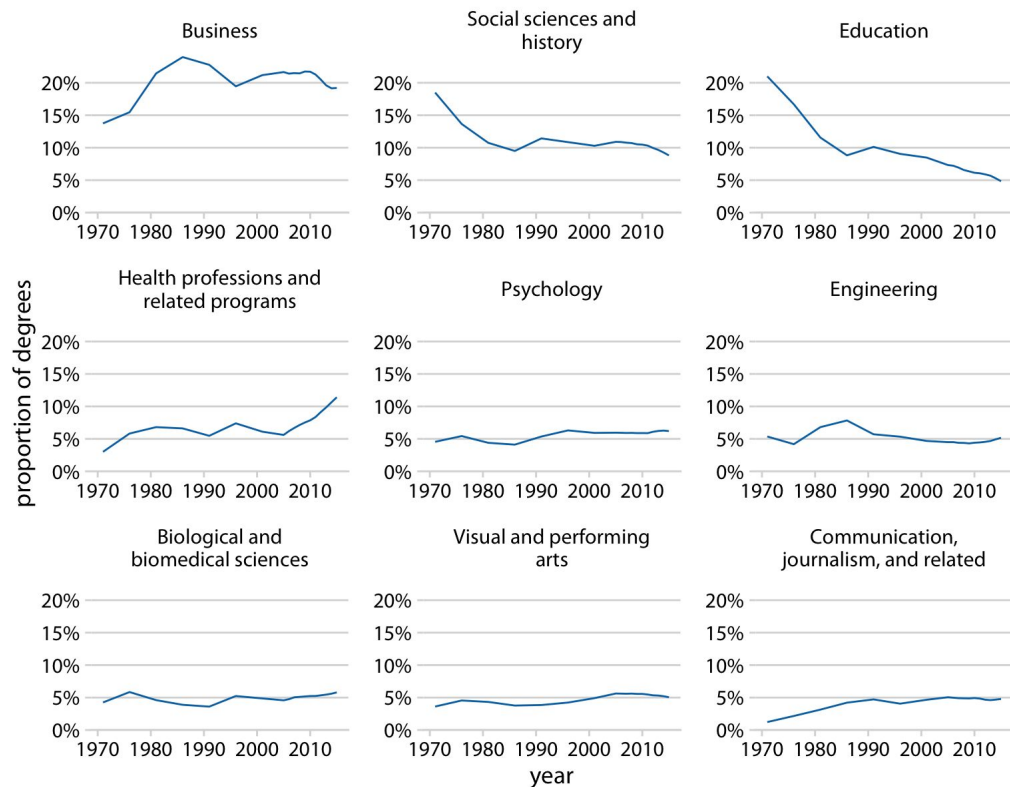 Business
Social sciences and
history
Education
20%
15%
10%
5%
0%
1970 1980 1990 2000 2010
20%
15%
10%
5%
0%
1970 1980 1990 2000 2010
20%
15%
10%
5%
0%
1970 1980 1990 2000 2010
proportion of degrees
Health professions and
related programs
Psychology
Engineering
20%
15%
10%
5%
0%
1970 1980 1990 2000 2010
20%
15%
10%
5%
0%
1970 1980 1990 2000 2010
20%
15%
10%
5%
0%
1970 1980 1990 2000 2010
Biological and
biomedical sciences
Visual and performing
arts
Communication,
journalism, and related
20%
15%
10%
5%
0%
1970 1980 1990 2000 2010
20%
15%
10%
5%
0%
1970 1980 1990 2000 2010
20%
15%
10%
5%
0%
1970 1980 1990 2000 2010
year